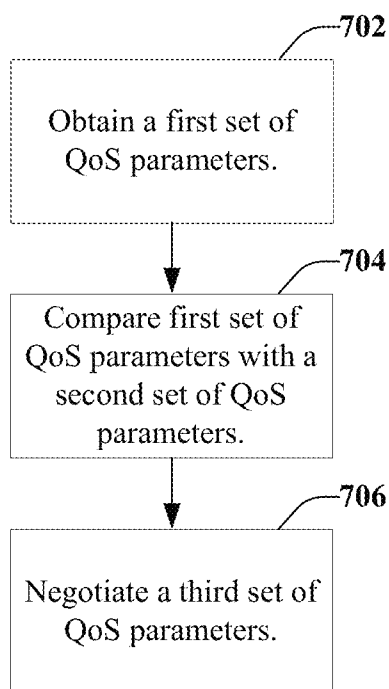 702
Obtain a first set of
QoS parameters.
704
Compare first set of
QoS parameters with a
second set of QoS
parameters.
706
Negotiate a third set of
QoS parameters.